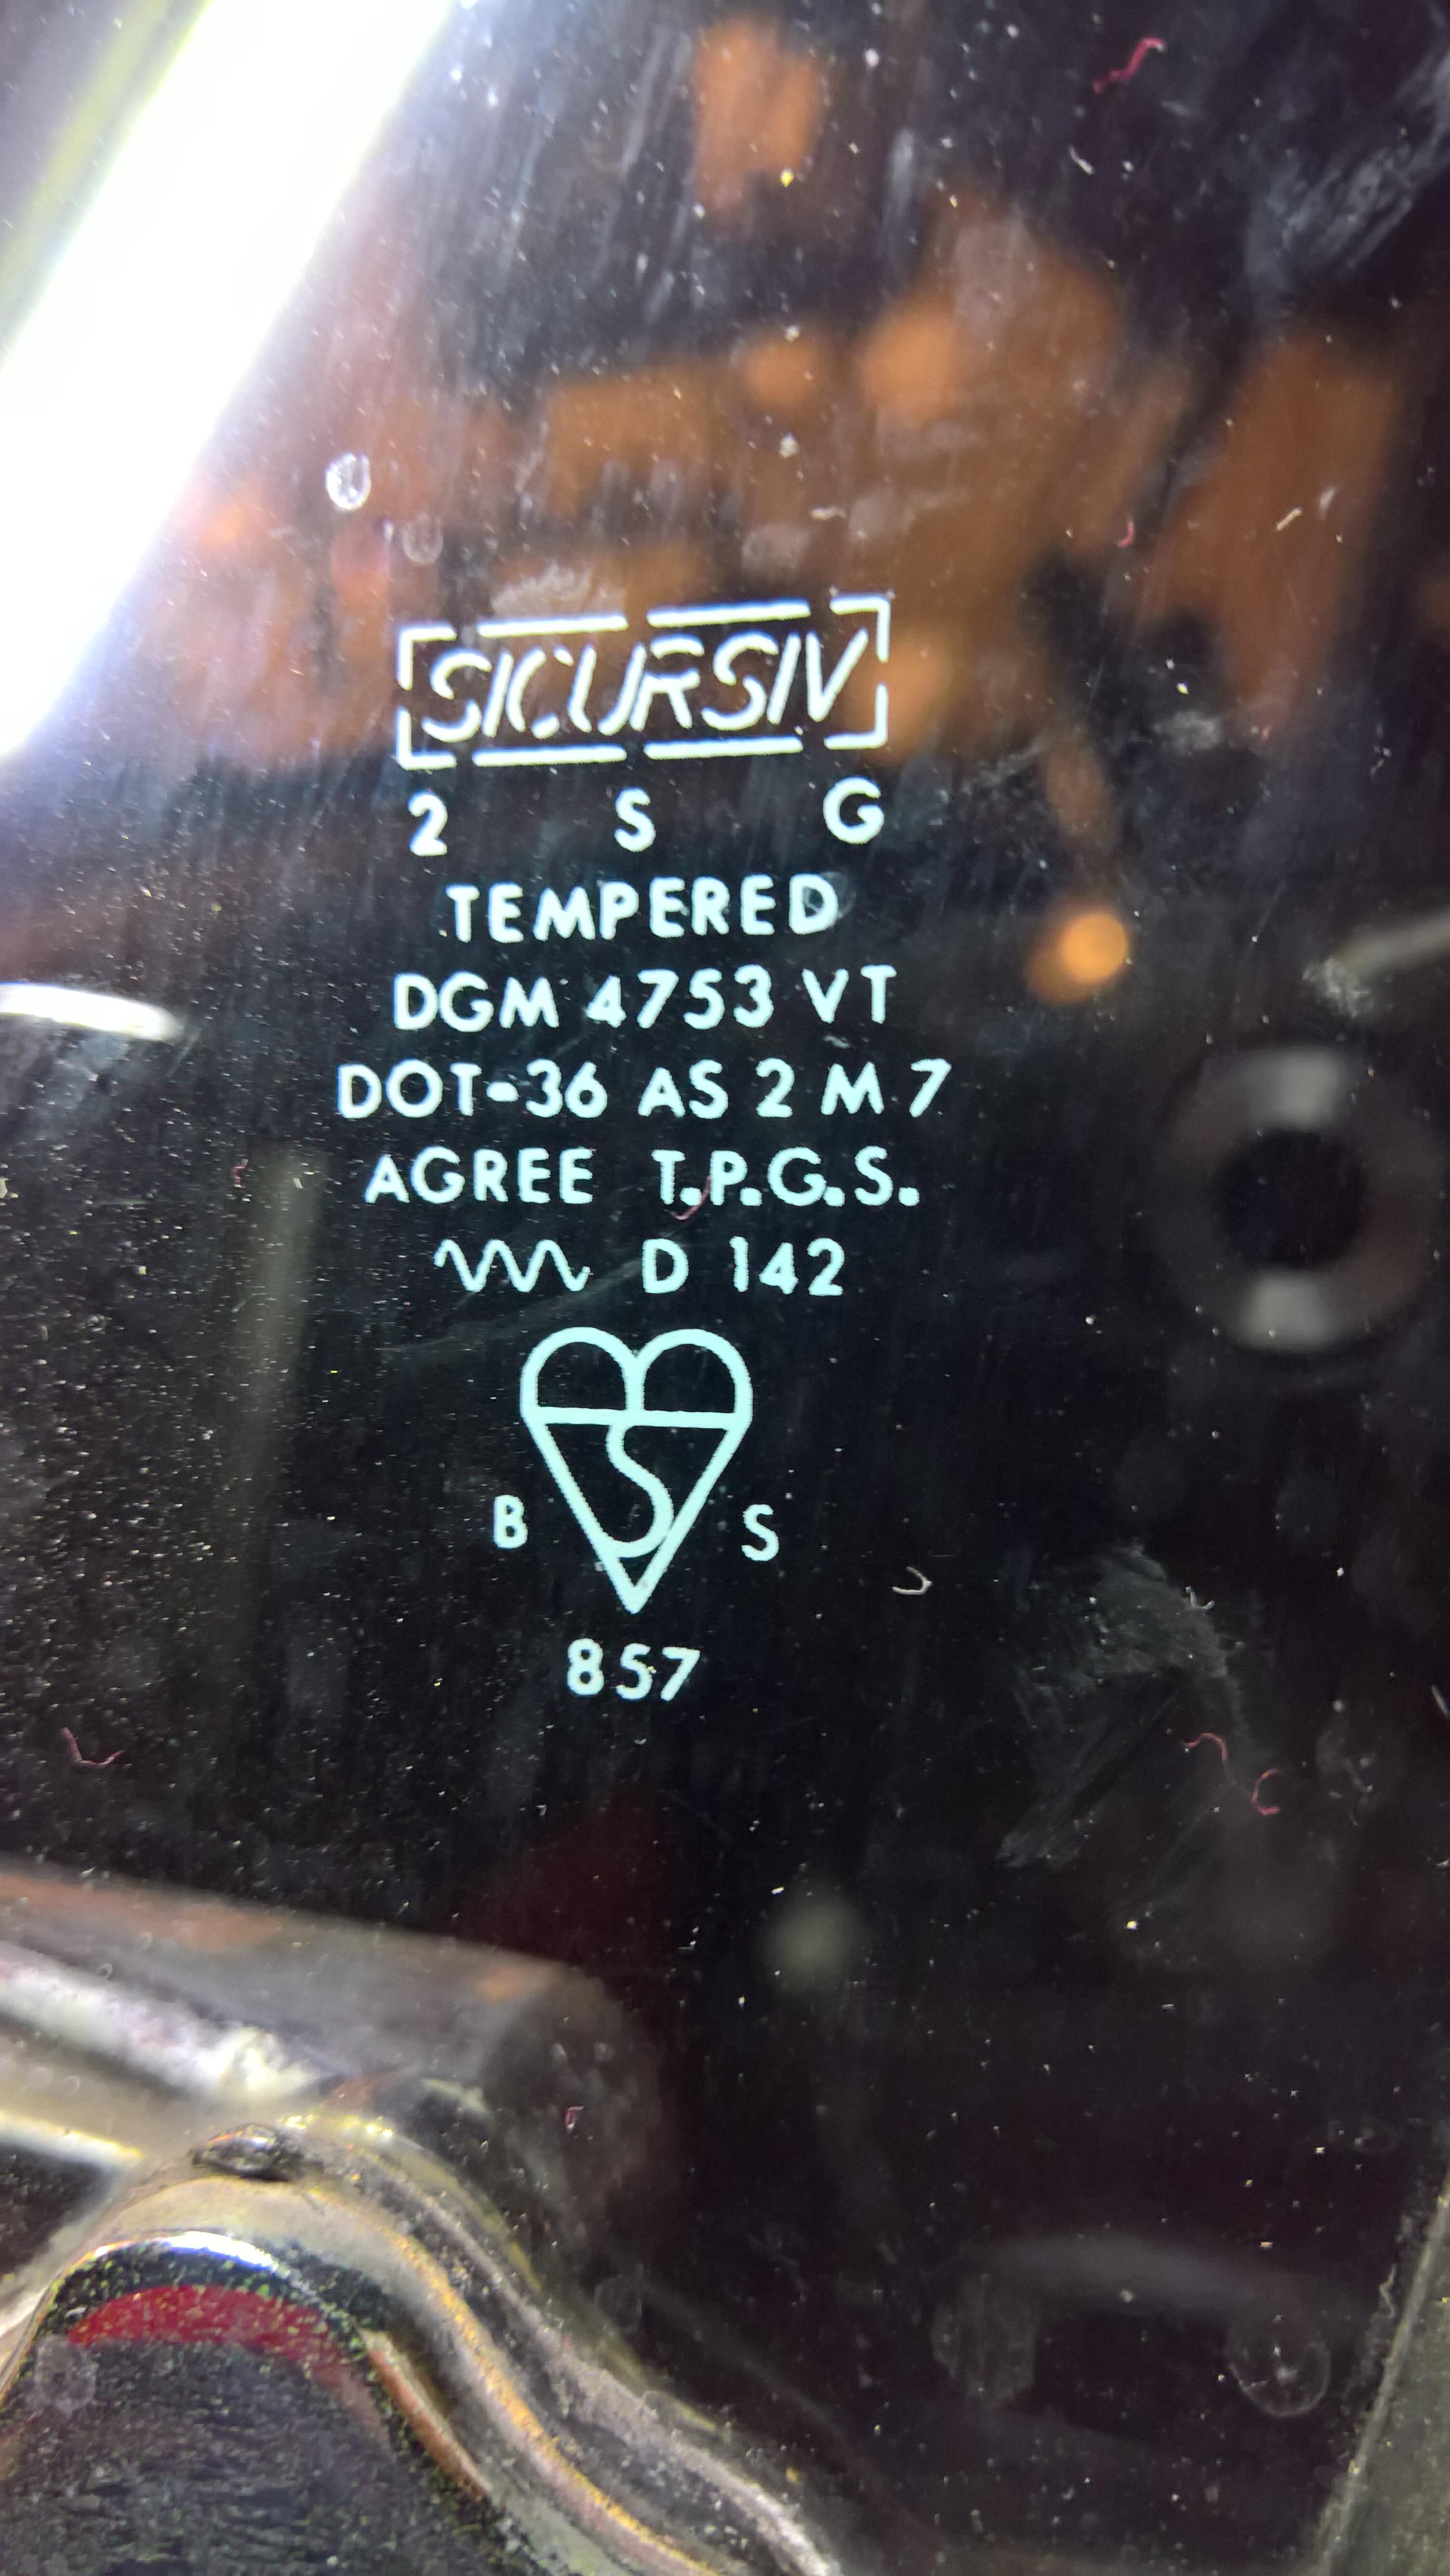 SICURSIV
2 S G
TEMPERED
DGM 4753 VT
DOT-36 AS 2 M 7
AGREE T.P.G.S.
D 142
B S
857